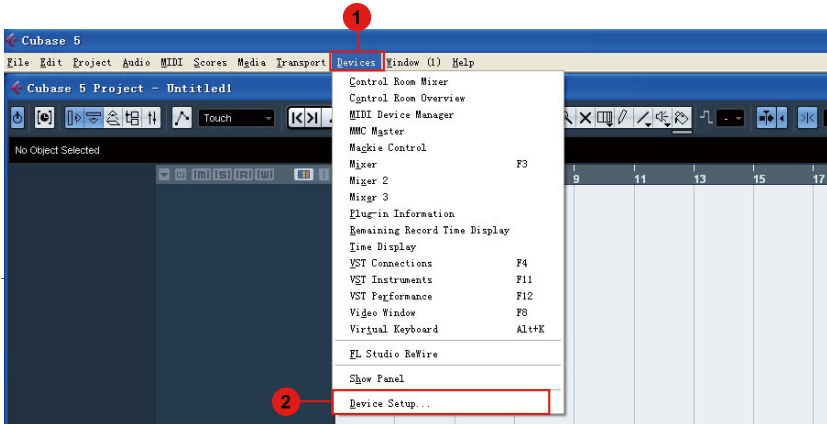 1
Cubase 5
File Edit Project Audio MIDI Scores Media Transport Devices Window (1) Help
Cubase 5 Project - Untitled1
Touch
No Object Selected
9 11 13 15 17
Control Room Mixer
Control Room Overview
MIDI Device Manager
MMC Master
Mackie Control
Mixer F3
Mixer 2
Mixer 3
Plug-in Information
Remaining Record Time Display
Time Display
VST Connections F4
VST Instruments F11
VST Performance F12
Video Window F8
Virtual Keyboard Alt+K
FL Studio ReWire
Show Panel
2 Device Setup...